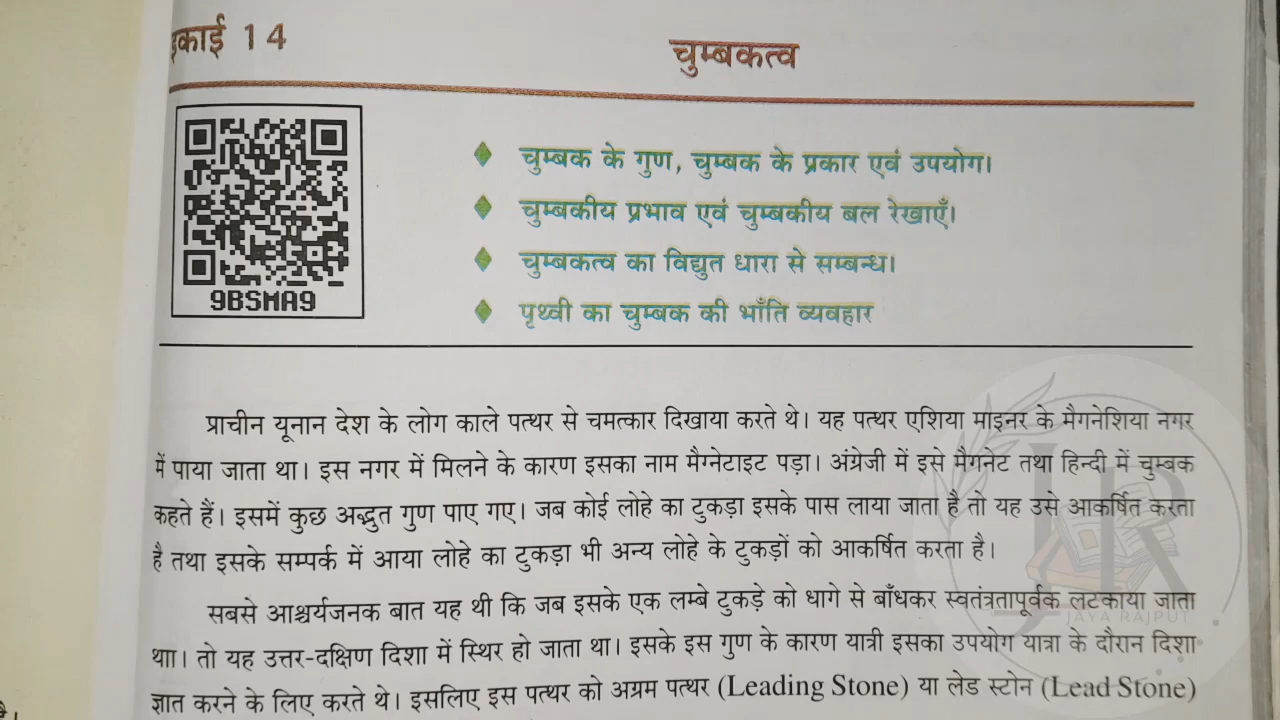 इकाई 14
चुम्बकत्व
9BSMA9
चुम्बक के गुण, चुम्बक के प्रकार एवं उपयोग।
चुम्बकीय प्रभाव एवं चुम्बकीय बल रेखाएँ।
चुम्बकत्व का विद्युत धारा से सम्बन्ध।
पृथ्वी का चुम्बक की भाँति व्यवहार
प्राचीन यूनान देश के लोग काले पत्थर से चमत्कार दिखाया करते थे। यह पत्थर एशिया माइनर के मैगनेशिया नगर
में पाया जाता था। इस नगर में मिलने के कारण इसका नाम मैग्नेटाइट पड़ा। अंग्रेजी में इसे मैगनेट तथा हिन्दी में चुम्बक
कहते हैं। इसमें कुछ अद्भुत गुण पाए गए। जब कोई लोहे का टुकड़ा इसके पास लाया जाता है तो यह उसे आकर्षित करता
है तथा इसके सम्पर्क में आया लोहे का टुकड़ा भी अन्य लोहे के टुकड़ों को आकर्षित करता है।
सबसे आश्चर्यजनक बात यह थी कि जब इसके एक लम्बे टुकड़े को धागे से बाँधकर स्वतंत्रतापूर्वक लटकाया जाता
थाा। तो यह उत्तर-दक्षिण दिशा में स्थिर हो जाता था। इसके इस गुण के कारण यात्री इसका उपयोग यात्रा के दौरान दिशा
ज्ञात करने के लिए करते थे। इसलिए इस पत्थर को अग्रम पत्थर (Leading Stone) या लेड स्टोन (Lead Stone)
JR
JAYA RAJPUT
है।